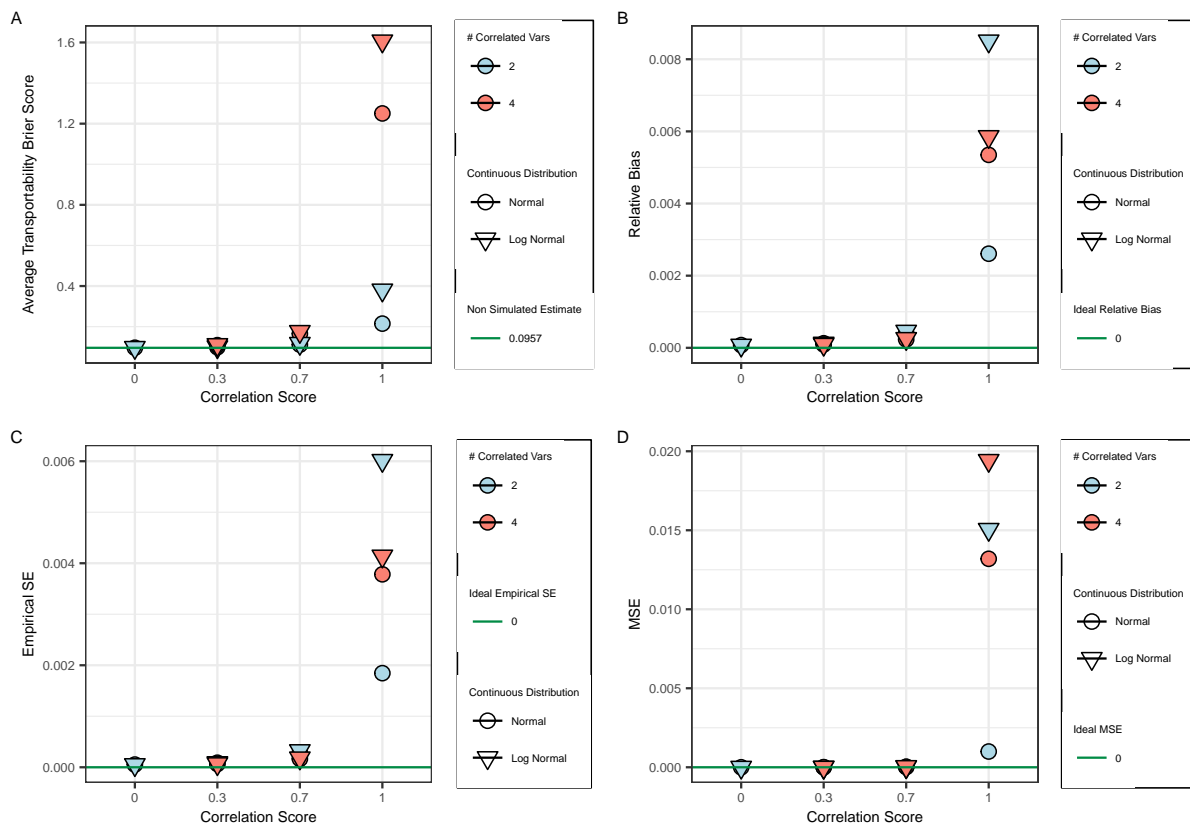 A
Average Transportability Brier Score
1.6
1.2
0.8
0.4
0
0.3
0.7
1
Correlation Score
# Correlated Vars
2
4
Continuous Distribution
Normal
Log Normal
Non Simulated Estimate
0.0957
B
Relative Bias
0.008
0.006
0.004
0.002
0.000
0
0.3
0.7
1
Correlation Score
# Correlated Vars
2
4
Continuous Distribution
Normal
Log Normal
Ideal Relative Bias
0
C
Empirical SE
0.006
0.004
0.002
0.000
0
0.3
0.7
1
Correlation Score
# Correlated Vars
2
4
Ideal Empirical SE
0
Continuous Distribution
Normal
Log Normal
D
MSE
0.020
0.015
0.010
0.005
0.000
0
0.3
0.7
1
Correlation Score
# Correlated Vars
2
4
Continuous Distribution
Normal
Log Normal
Ideal MSE
0